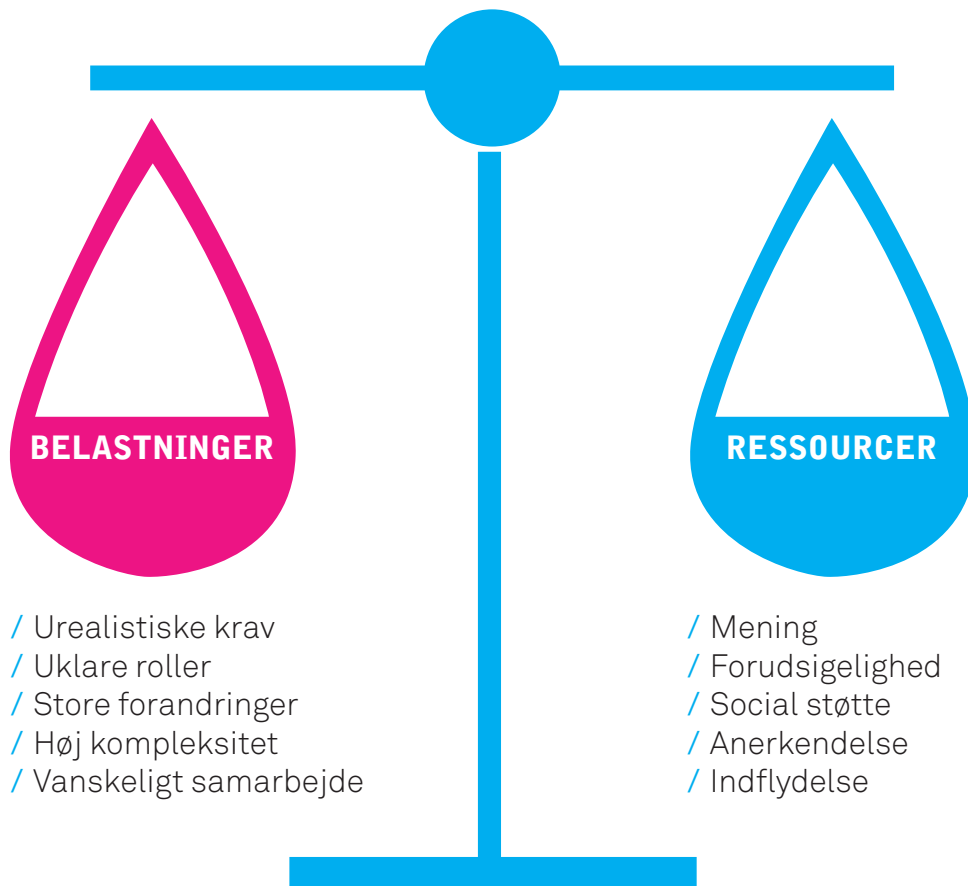 BELASTNINGER
/ Urealistiske krav
/ Uklare roller
/ Store forandringer
/ Høj kompleksitet
/ Vanskeligt samarbejde
RESSOURCER
/ Mening
/ Forudsigelighed
/ Social støtte
/ Anerkendelse
/ Indflydelse